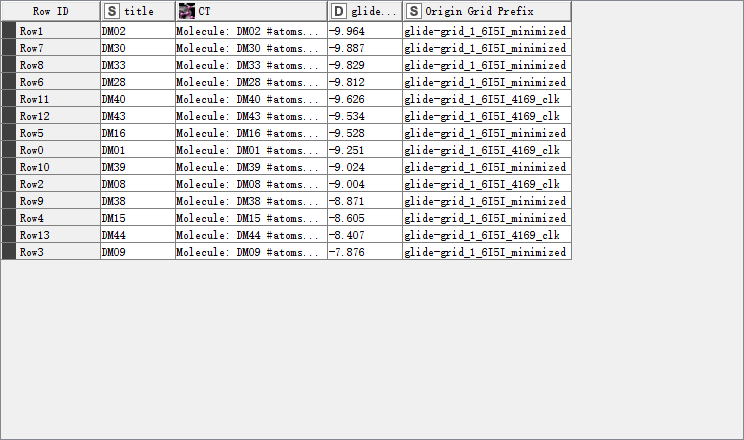 Row ID S title CT D glide... S Origin Grid Prefix
Row1 DM02 Molecule: DM02 #atoms... -9.964 glide-grid_1_6I5I_minimized
Row7 DM30 Molecule: DM30 #atoms... -9.887 glide-grid_1_6I5I_minimized
Row8 DM33 Molecule: DM33 #atoms... -9.829 glide-grid_1_6I5I_minimized
Row6 DM28 Molecule: DM28 #atoms... -9.812 glide-grid_1_6I5I_minimized
Row11 DM40 Molecule: DM40 #atoms... -9.626 glide-grid_1_6I5I_4169_clk
Row12 DM43 Molecule: DM43 #atoms... -9.534 glide-grid_1_6I5I_4169_clk
Row5 DM16 Molecule: DM16 #atoms... -9.528 glide-grid_1_6I5I_minimized
Row0 DM01 Molecule: DM01 #atoms... -9.251 glide-grid_1_6I5I_4169_clk
Row10 DM39 Molecule: DM39 #atoms... -9.024 glide-grid_1_6I5I_minimized
Row2 DM08 Molecule: DM08 #atoms... -9.004 glide-grid_1_6I5I_4169_clk
Row9 DM38 Molecule: DM38 #atoms... -8.871 glide-grid_1_6I5I_minimized
Row4 DM15 Molecule: DM15 #atoms... -8.605 glide-grid_1_6I5I_minimized
Row13 DM44 Molecule: DM44 #atoms... -8.407 glide-grid_1_6I5I_4169_clk
Row3 DM09 Molecule: DM09 #atoms... -7.876 glide-grid_1_6I5I_minimized